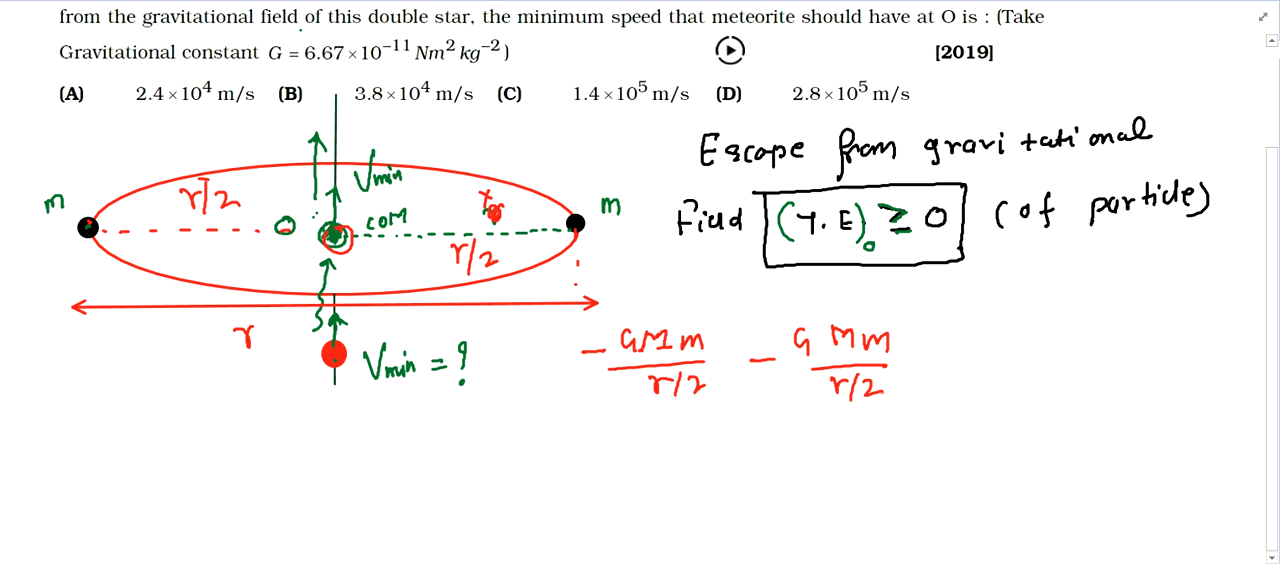 from the gravitational field of this double star, the minimum speed that meteorite should have at O is : (Take
Gravitational constant G = 6.67 × 10⁻¹¹ Nm² kg⁻²) [2019]
(A) 2.4 × 10⁴ m/s (B) 3.8 × 10⁴ m/s (C) 1.4 × 10⁵ m/s (D) 2.8 × 10⁵ m/s
Escape from gravitational
Field (T.E)₀ ≥ 0 (of particle)
Vmin
r/2
m
m
O
COM
r/2
r
Vmin = ?
- GMm / r/2 - GMm / r/2